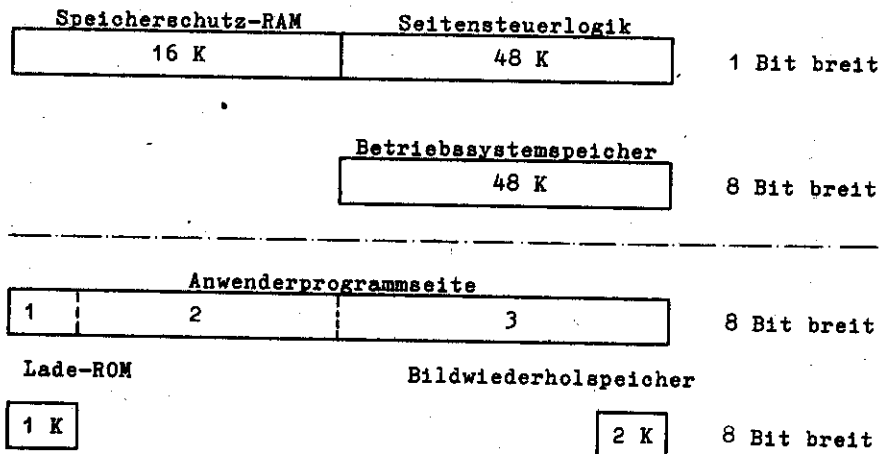 Speicherschutz-RAM Seitensteuerlogik
16 K 48 K 1 Bit breit
Betriebssystemspeicher
48 K 8 Bit breit
Anwenderprogrammseite
1 2 3 8 Bit breit
Lade-ROM Bildwiederholspeicher
1 K 2 K 8 Bit breit